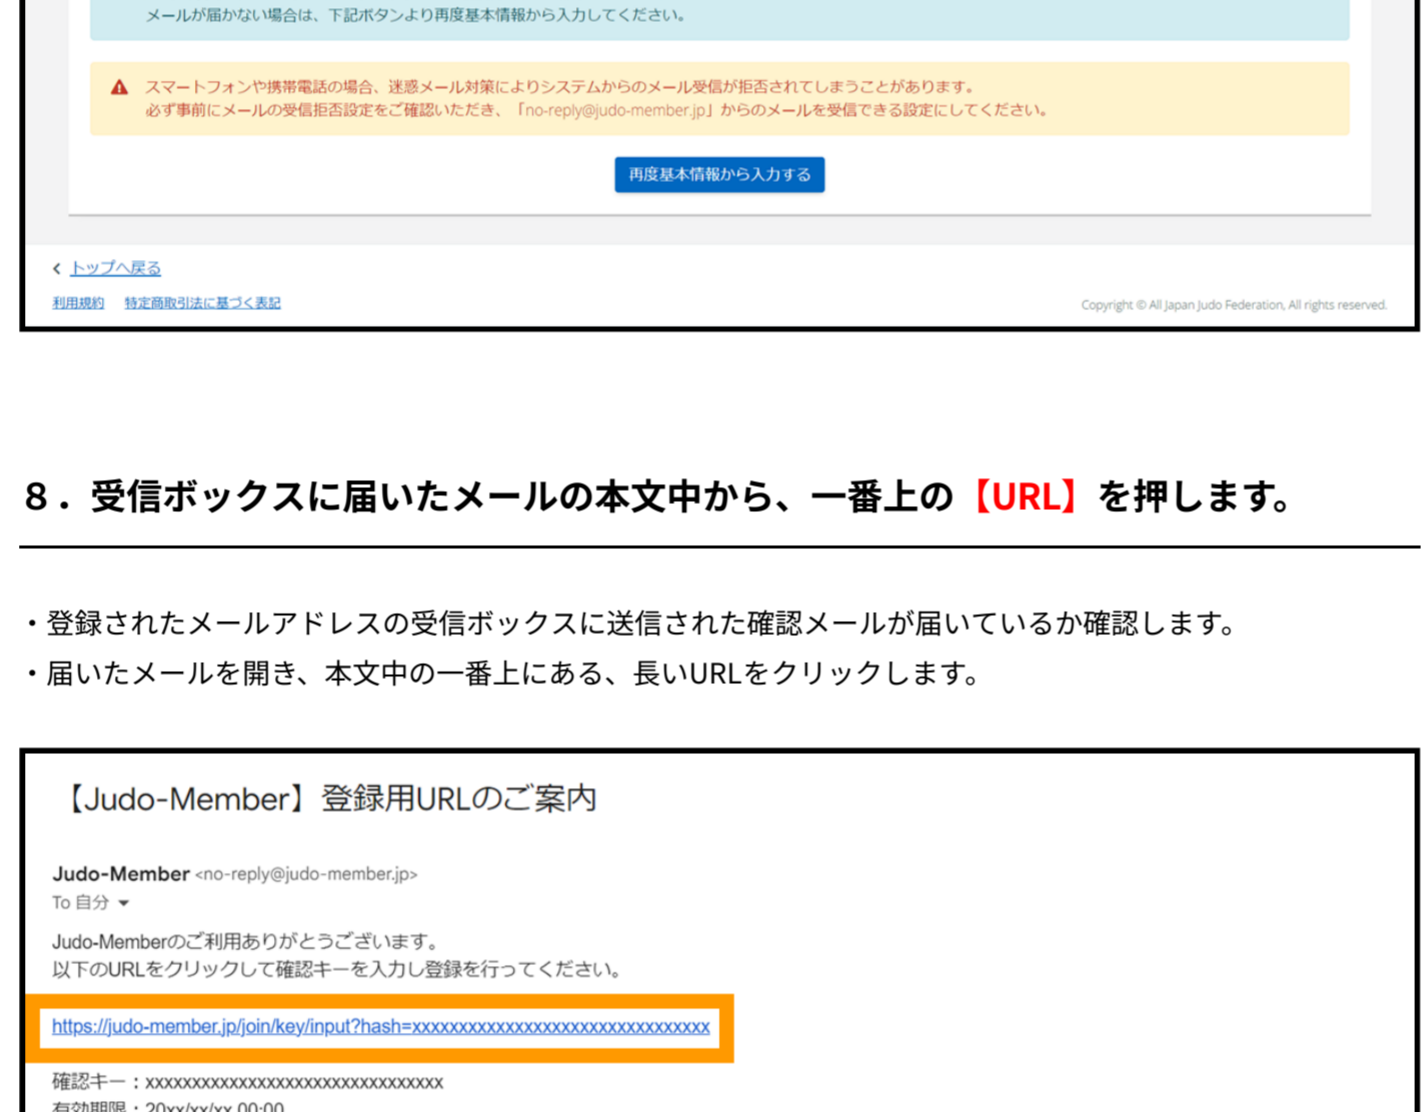 メールが届かない場合は、下記ボタンより再度基本情報から入力してください。
スマートフォンや携帯電話の場合、迷惑メール対策によりシステムからのメール受信が拒否されてしまうことがあります。
必ず事前にメールの受信拒否設定をご確認いただき、「no-reply@judo-member.jp」からのメールを受信できる設定にしてください。
再度基本情報から入力する
トップへ戻る
利用規約 特定商取引法に基づく表記
Copyright © All Japan Judo Federation, All rights reserved.
８．受信ボックスに届いたメールの本文中から、一番上の【URL】を押します。
・登録されたメールアドレスの受信ボックスに送信された確認メールが届いているか確認します。
・届いたメールを開き、本文中の一番上にある、長いURLをクリックします。
【Judo-Member】登録用URLのご案内
Judo-Member <no-reply@judo-member.jp>
To 自分
Judo-Memberのご利用ありがとうございます。
以下のURLをクリックして確認キーを入力し登録を行ってください。
https://judo-member.jp/join/key/input?hash=xxxxxxxxxxxxxxxxxxxxxxxxxxxxxxxx
確認キー：xxxxxxxxxxxxxxxxxxxxxxxxxxxxxxxx
有効期限：20xx/xx/xx 00:00